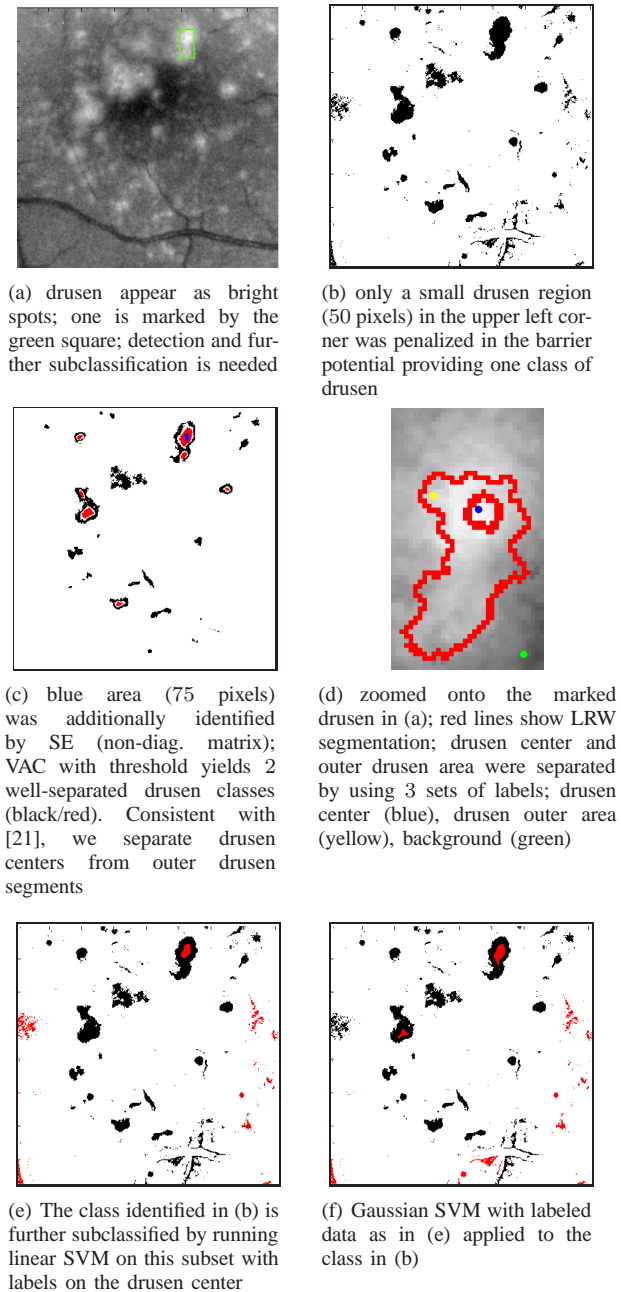 (a) drusen appear as bright
spots; one is marked by the
green square; detection and fur-
ther subclassification is needed
(b) only a small drusen region
(50 pixels) in the upper left cor-
ner was penalized in the barrier
potential providing one class of
drusen
(c) blue area (75 pixels)
was additionally identified
by SE (non-diag. matrix);
VAC with threshold yields 2
well-separated drusen classes
(black/red). Consistent with
[21], we separate drusen
centers from outer drusen
segments
(d) zoomed onto the marked
drusen in (a); red lines show LRW
segmentation; drusen center and
outer drusen area were separated
by using 3 sets of labels; drusen
center (blue), drusen outer area
(yellow), background (green)
(e) The class identified in (b) is
further subclassified by running
linear SVM on this subset with
labels on the drusen center
(f) Gaussian SVM with labeled
data as in (e) applied to the
class in (b)